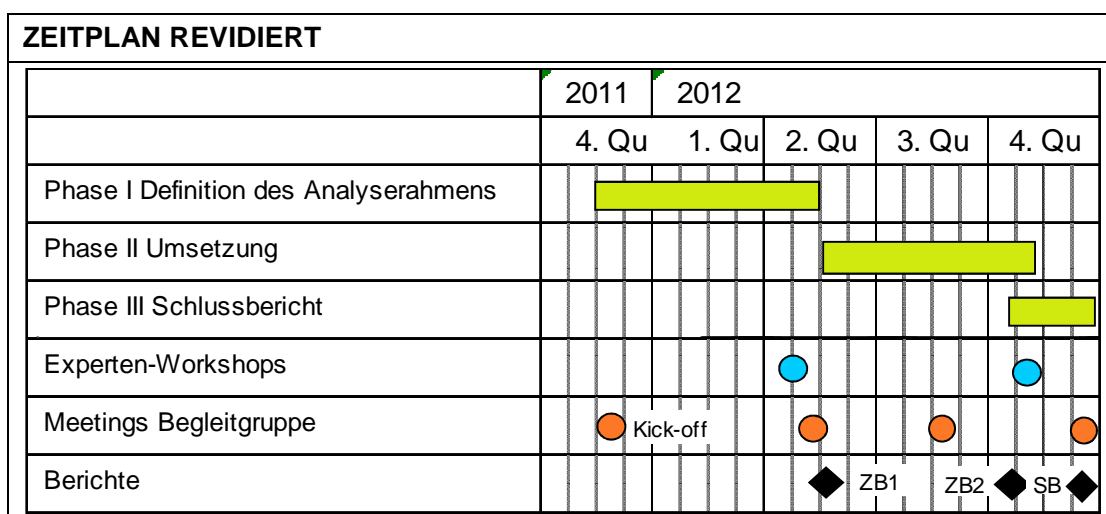 ZEITPLAN REVIDIERT
2011 2012
4. Qu 1. Qu 2. Qu 3. Qu 4. Qu
Phase I Definition des Analyserahmens
Phase II Umsetzung
Phase III Schlussbericht
Experten-Workshops
Meetings Begleitgruppe Kick-off
Berichte ZB1 ZB2 SB